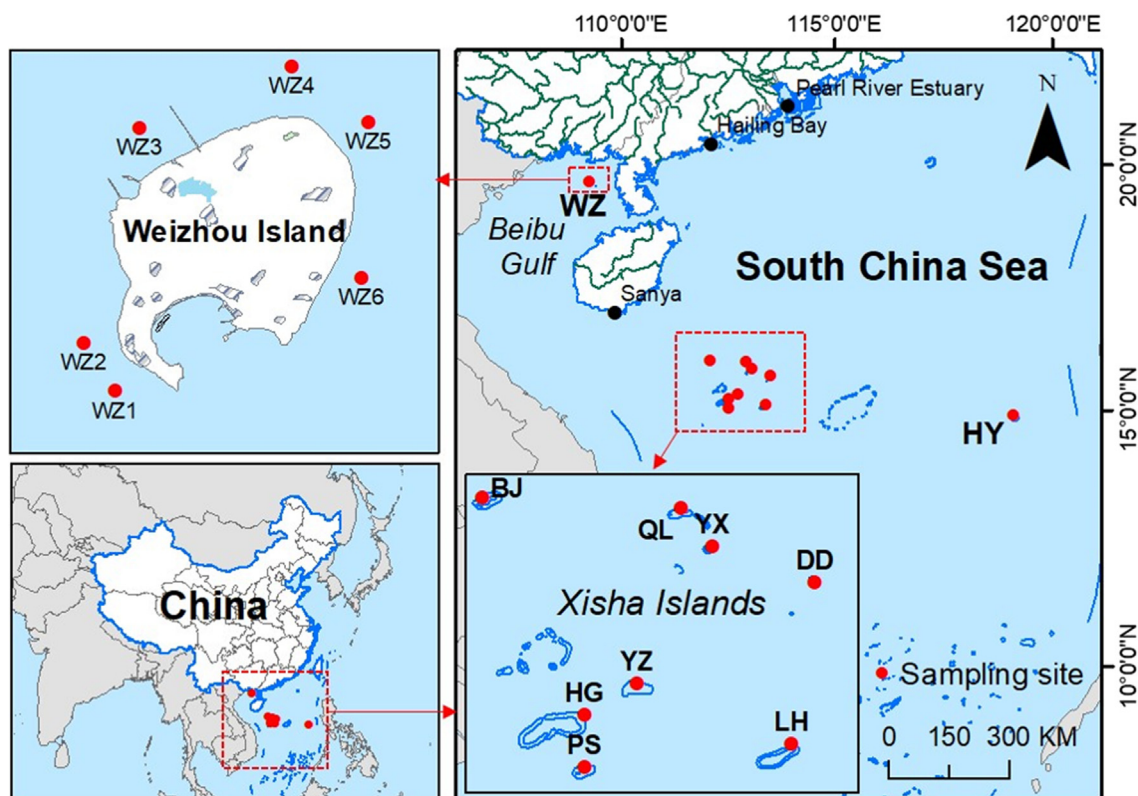 110°0'0"E
115°0'0"E
120°0'0"E
WZ4
WZ3
WZ5
Weizhou Island
WZ6
WZ2
WZ1
N
Pearl River Estuary
Hailing Bay
WZ
Beibu
Gulf
South China Sea
Sanya
HY
20°0'0"N
15°0'0"N
10°0'0"N
China
BJ
QL
YX
DD
Xisha Islands
YZ
HG
PS
LH
Sampling site
0 150 300 KM